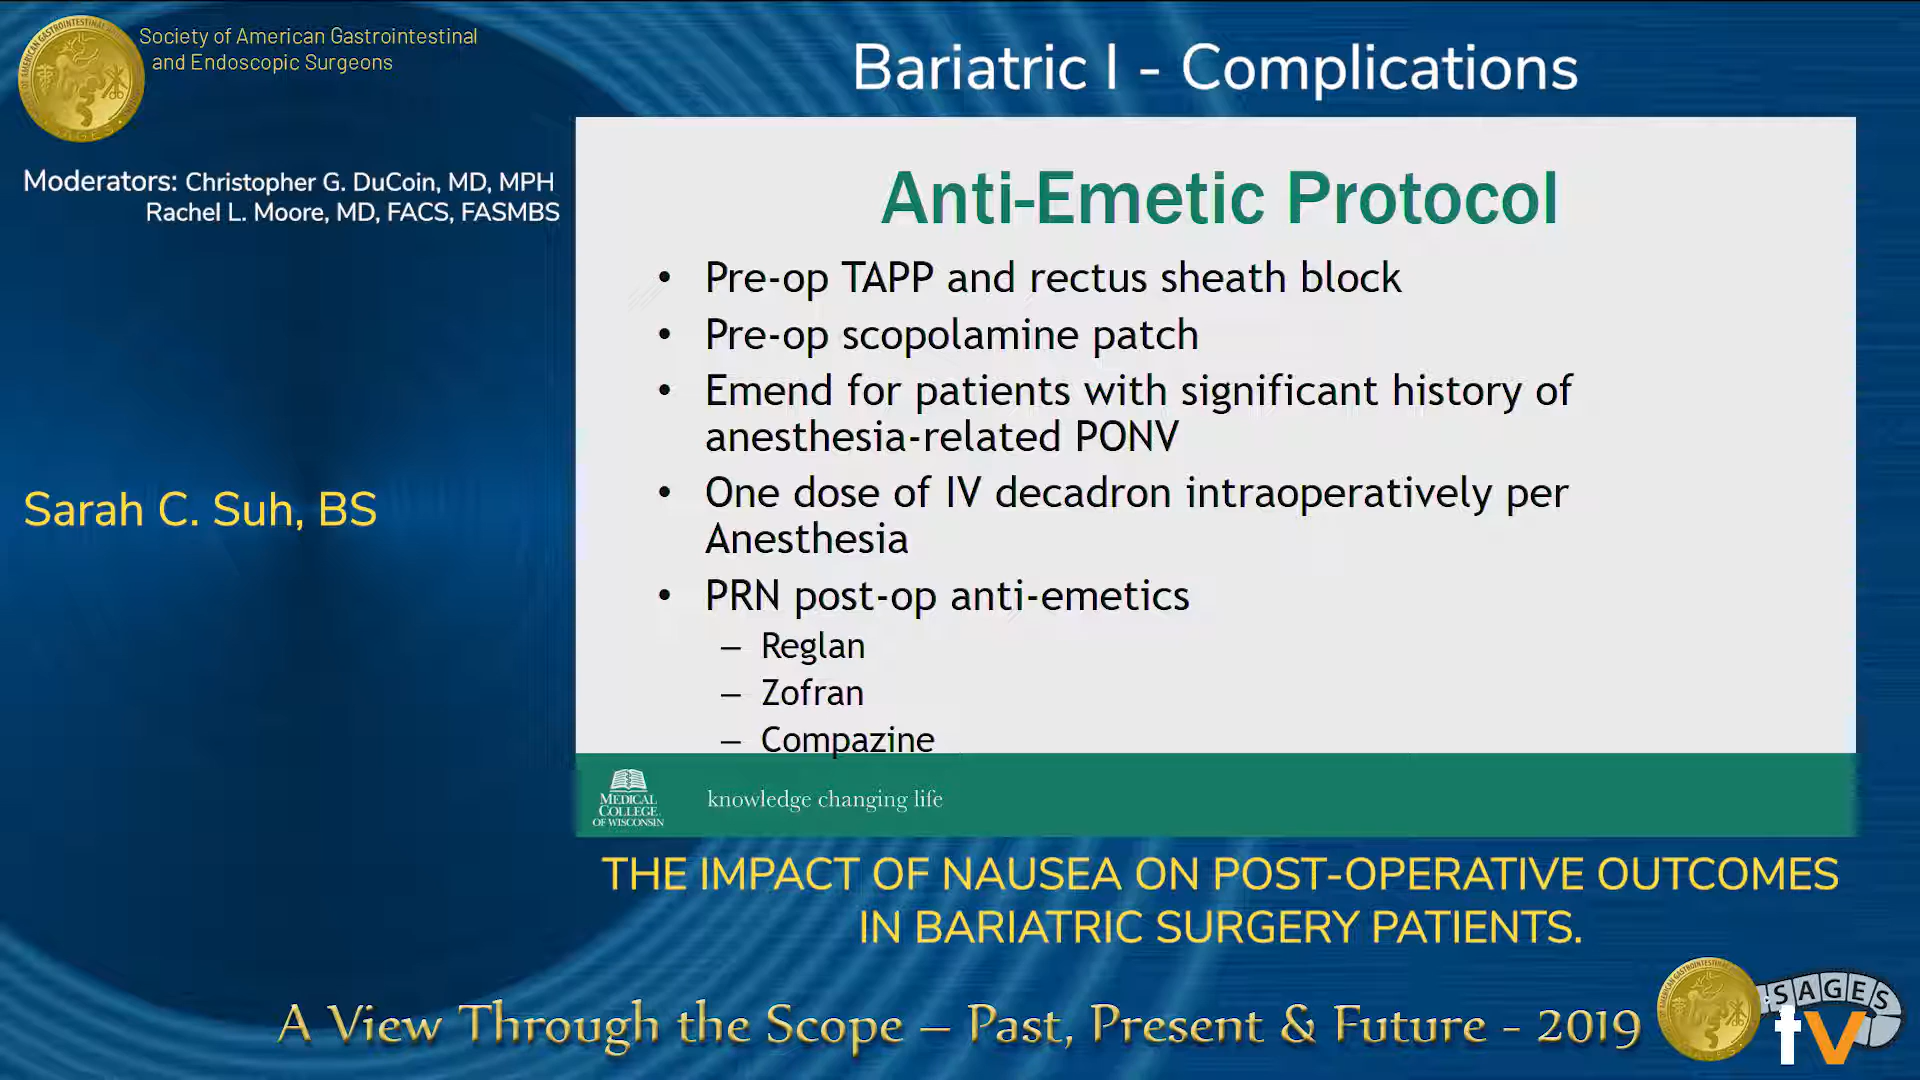 Society of American Gastrointestinal
and Endoscopic Surgeons
Bariatric I - Complications
Moderators: Christopher G. DuCoin, MD, MPH
Rachel L. Moore, MD, FACS, FASMBS
Sarah C. Suh, BS
Anti-Emetic Protocol
• Pre-op TAPP and rectus sheath block
• Pre-op scopolamine patch
• Emend for patients with significant history of
anesthesia-related PONV
• One dose of IV decadron intraoperatively per
Anesthesia
• PRN post-op anti-emetics
– Reglan
– Zofran
– Compazine
MEDICAL
COLLEGE
OF WISCONSIN
knowledge changing life
THE IMPACT OF NAUSEA ON POST-OPERATIVE OUTCOMES
IN BARIATRIC SURGERY PATIENTS.
A View Through the Scope – Past, Present & Future - 2019
SAGES
tv